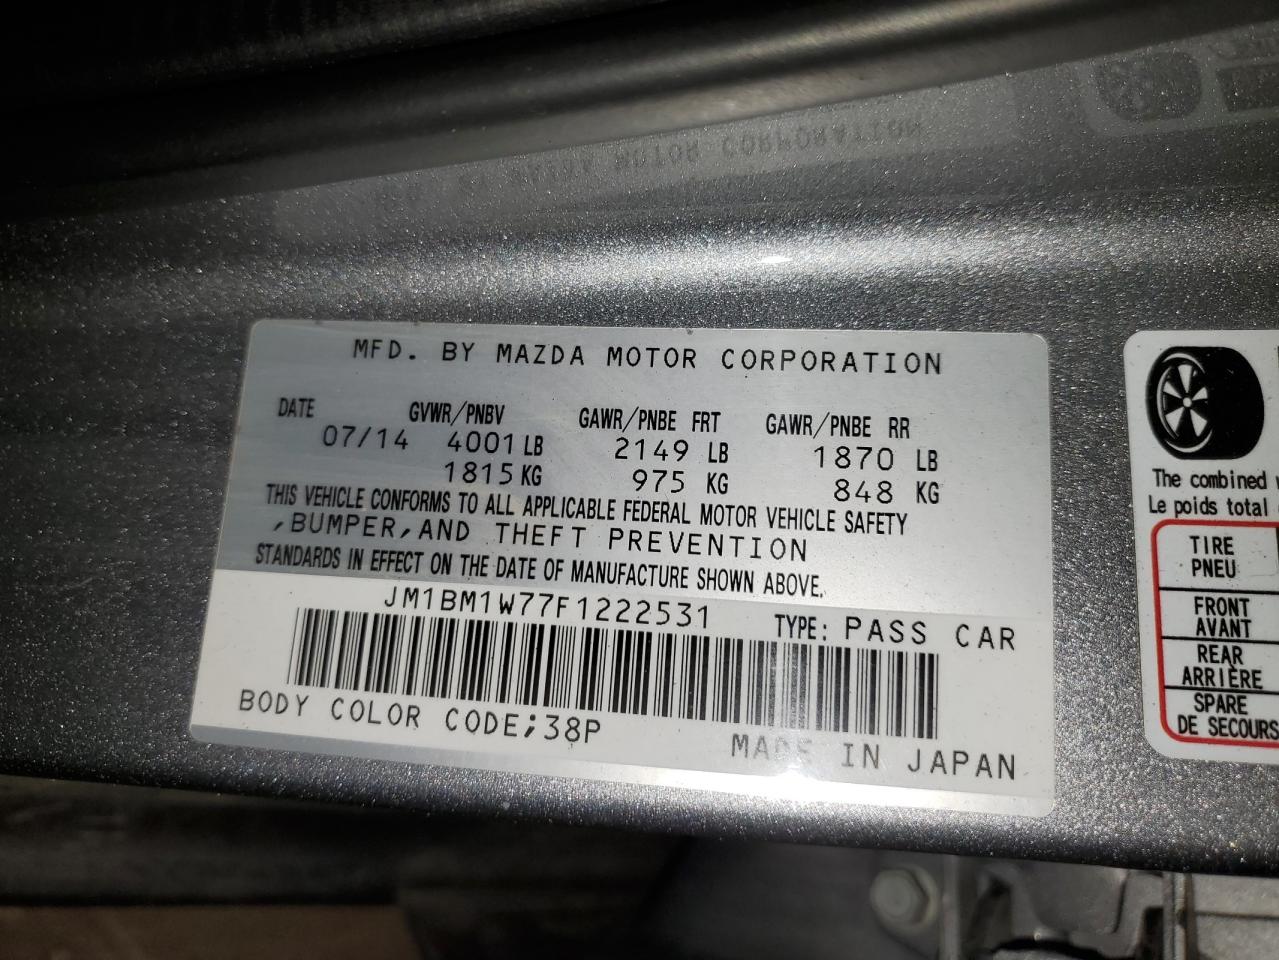 MFD. BY MAZDA MOTOR CORPORATION
DATE GVWR/PNBV GAWR/PNBE FRT GAWR/PNBE RR
07/14 4001 LB 2149 LB 1870 LB
1815 KG 975 KG 848 KG
THIS VEHICLE CONFORMS TO ALL APPLICABLE FEDERAL MOTOR VEHICLE SAFETY
,BUMPER,AND THEFT PREVENTION
STANDARDS IN EFFECT ON THE DATE OF MANUFACTURE SHOWN ABOVE.
JM1BM1W77F1222531 TYPE: PASS CAR
BODY COLOR CODE;38P
MADE IN JAPAN
The combined
Le poids total
TIRE
PNEU
FRONT
AVANT
REAR
ARRIÈRE
SPARE
DE SECOURS